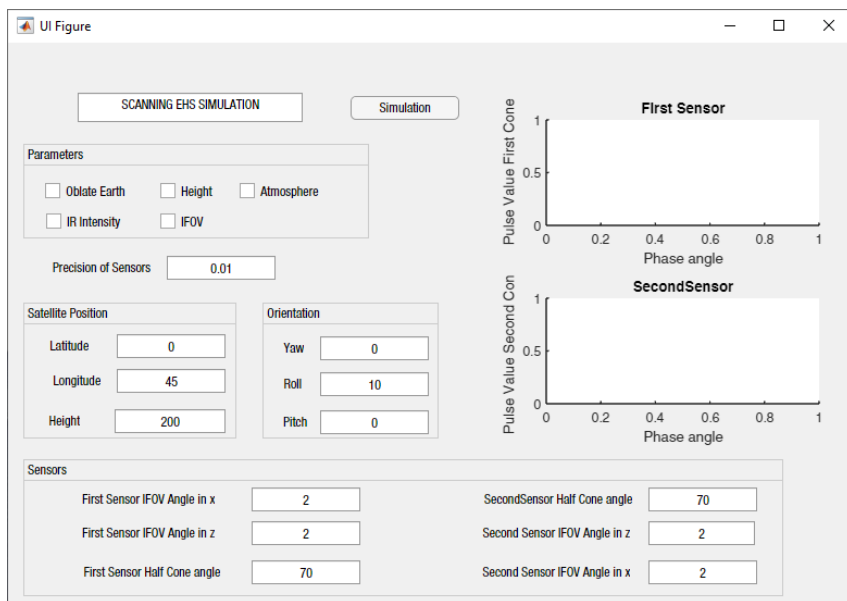 UI Figure
SCANNING EHS SIMULATION
Simulation
Parameters
Oblate Earth
Height
Atmosphere
IR Intensity
IFOV
Precision of Sensors
0.01
Satellite Position
Latitude
0
Longitude
45
Height
200
Orientation
Yaw
0
Roll
10
Pitch
0
First Sensor
Pulse Value First Cone
1
0.5
0
0 0.2 0.4 0.6 0.8 1
Phase angle
SecondSensor
Pulse Value Second Con
1
0.5
0
0 0.2 0.4 0.6 0.8 1
Phase angle
Sensors
First Sensor IFOV Angle in x
2
First Sensor IFOV Angle in z
2
First Sensor Half Cone angle
70
SecondSensor Half Cone angle
70
Second Sensor IFOV Angle in z
2
Second Sensor IFOV Angle in x
2